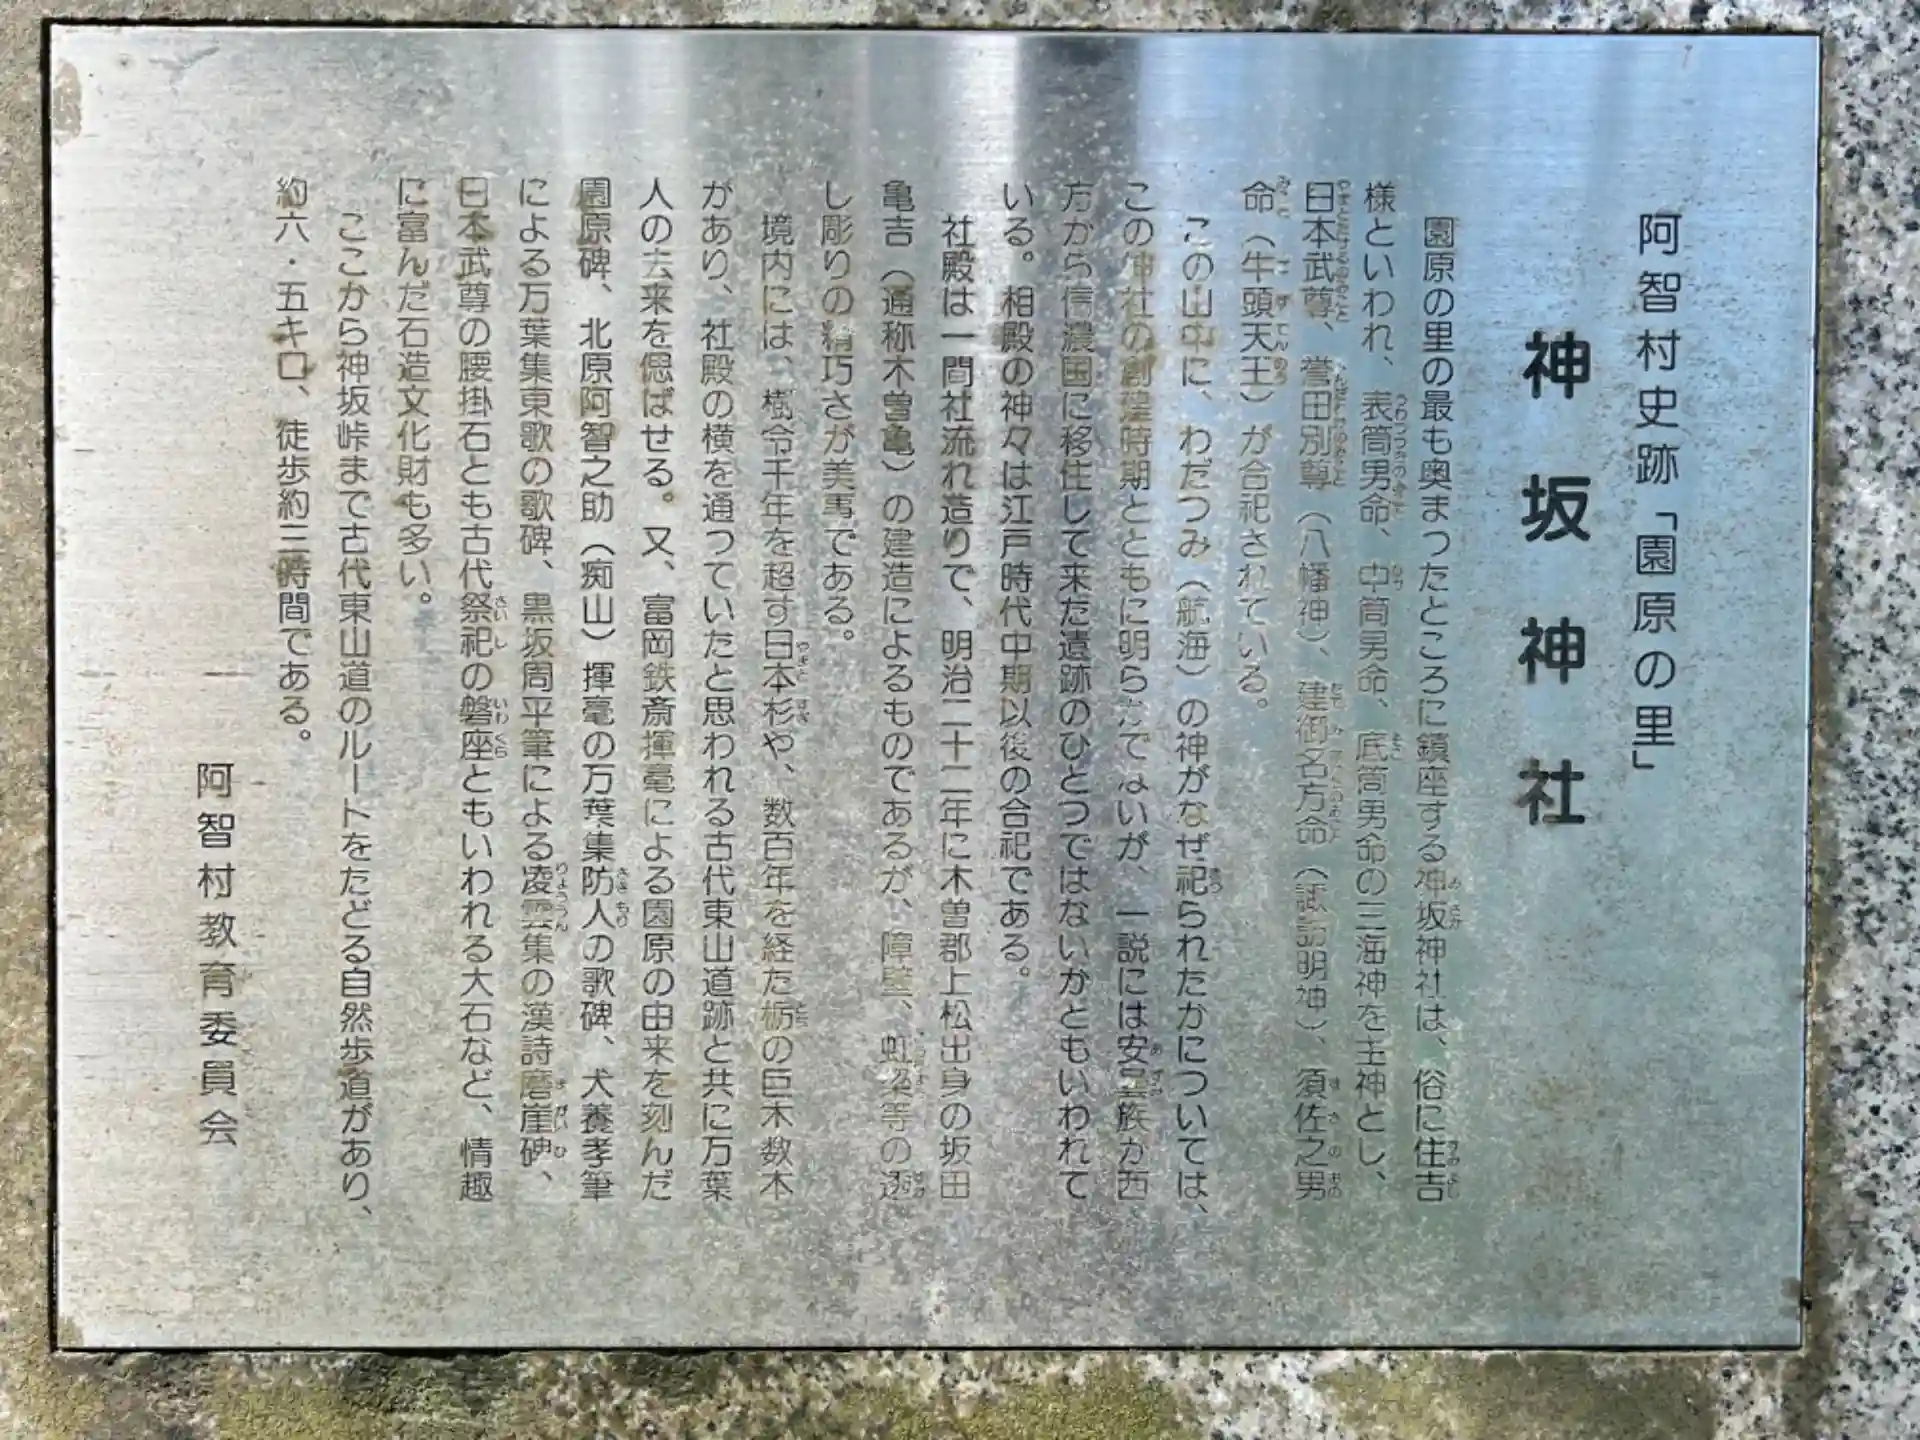 阿智村史跡「園原の里」
神坂神社
園原の里の最も奥まったところに鎮座する神坂神社は、俗に住吉
様といわれ、表筒男命、中筒男命、底筒男命の三海神を主神とし、
日本武尊、誉田別尊（八幡神）、建御名方命（諏訪明神）、須佐之男
命（牛頭天王）が合祀されている。
この山中に、わだつみ（航海）の神がなぜ祀られたかについては、
この神社の創建時期とともに明らかでないが、一説には安曇族が西
方から信濃国に移住して来た遺跡のひとつではないかともいわれて
いる。相殿の神々は江戸時代中期以後の合祀である。
社殿は一間社流れ造りで、明治二十二年に木曽郡上松出身の坂田
亀吉（通称木曽亀）の建造によるものであるが、障壁、虹梁等の透
し彫りの精巧さが美事である。
境内には、樹令千年を超す日本杉や、数百年を経た栃の巨木数本
があり、社殿の横を通っていたと思われる古代東山道跡と共に万葉
人の去来を偲ばせる。又、富岡鉄斎揮毫による園原の由来を刻んだ
園原碑、北原阿智之助（痴山）揮毫の万葉集防人の歌碑、犬養孝筆
による万葉集東歌の歌碑、黒坂周平筆による凌雲集の漢詩磨崖碑、
日本武尊の腰掛石とも古代祭祀の磐座ともいわれる大石など、情趣
に富んだ石造文化財も多い。
ここから神坂峠まで古代東山道のルートをたどる自然歩道があり、
約六・五キロ、徒歩約三時間である。
阿智村教育委員会